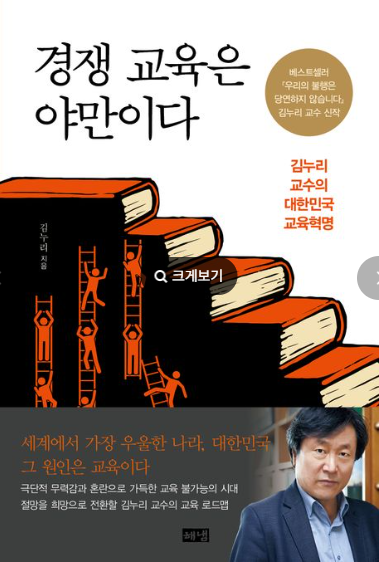 경쟁 교육은
야만이다
베스트셀러
「우리의 불행은
당연하지 않습니다」
김누리 교수 신작
김누리
교수의
대한민국
교육혁명
김누리 지음
크게보기
세계에서 가장 우울한 나라, 대한민국
그 원인은 교육이다
극단적 무력감과 혼란으로 가득한 교육 불가능의 시대
절망을 희망으로 전환할 김누리 교수의 교육 로드맵
해냄